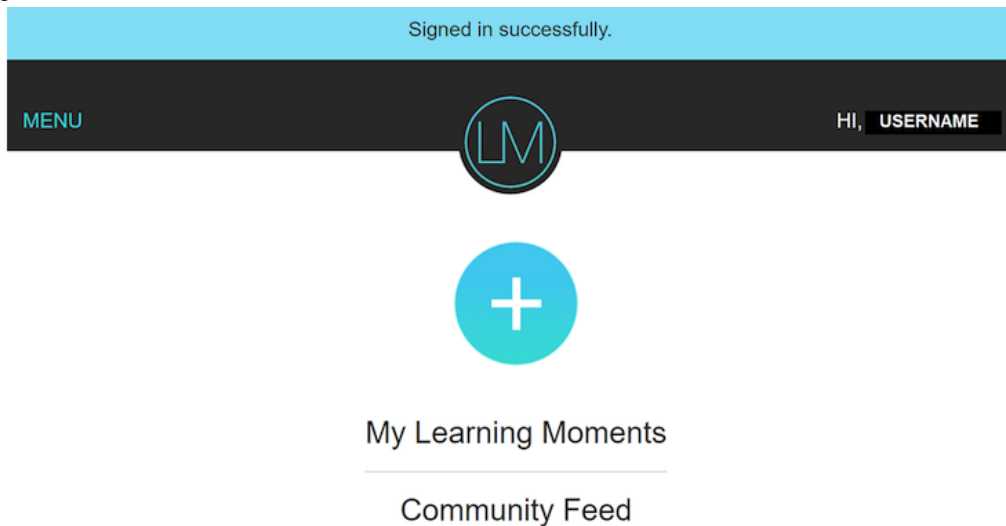 Signed in successfully.
MENU
LM
HI, USERNAME
+
My Learning Moments
Community Feed